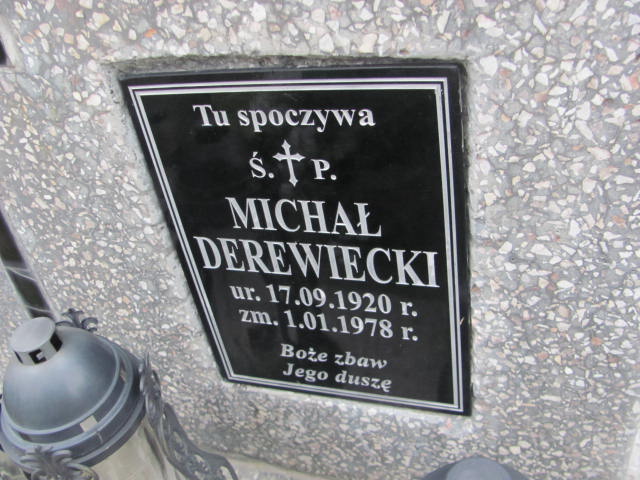 Tu spoczywa
Ś. P.
MICHAŁ
DEREWIECKI
ur. 17.09.1920 r.
zm. 1.01.1978 r.
Boże zbaw
Jego duszę